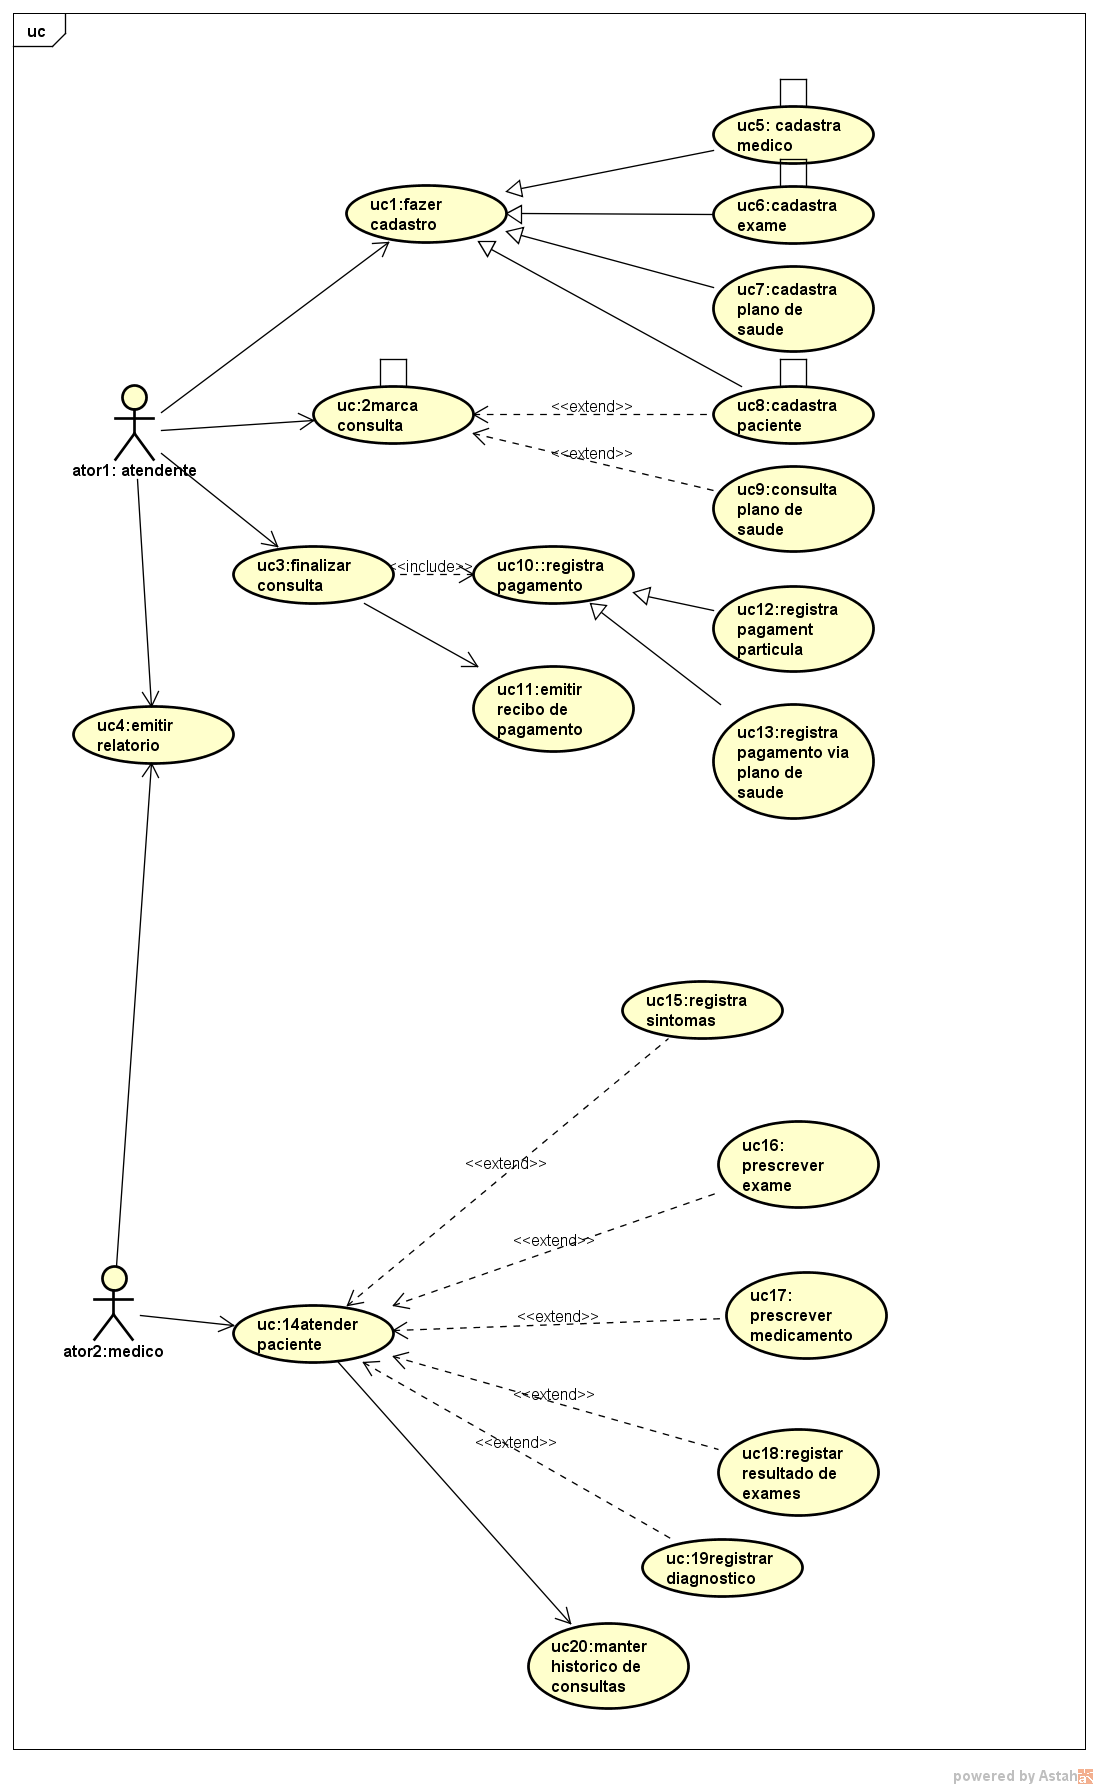 uc
uc5: cadastra
medico
uc1:fazer
cadastro
uc6:cadastra
exame
uc7:cadastra
plano de
saude
uc:2marca
consulta
<<extend>>
uc8:cadastra
paciente
<<extend>>
ator1: atendente
uc9:consulta
plano de
saude
uc3:finalizar
consulta
<<include>>
uc10::registra
pagamento
uc12:registra
pagament
particula
uc11:emitir
recibo de
pagamento
uc4:emitir
relatorio
uc13:registra
pagamento via
plano de
saude
uc15:registra
sintomas
<<extend>>
uc16:
prescrever
exame
<<extend>>
uc17:
prescrever
medicamento
<<extend>>
ator2:medico
uc:14atender
paciente
<<extend>>
<<extend>>
uc18:registar
resultado de
exames
uc:19registrar
diagnostico
uc20:manter
historico de
consultas
powered by Astah